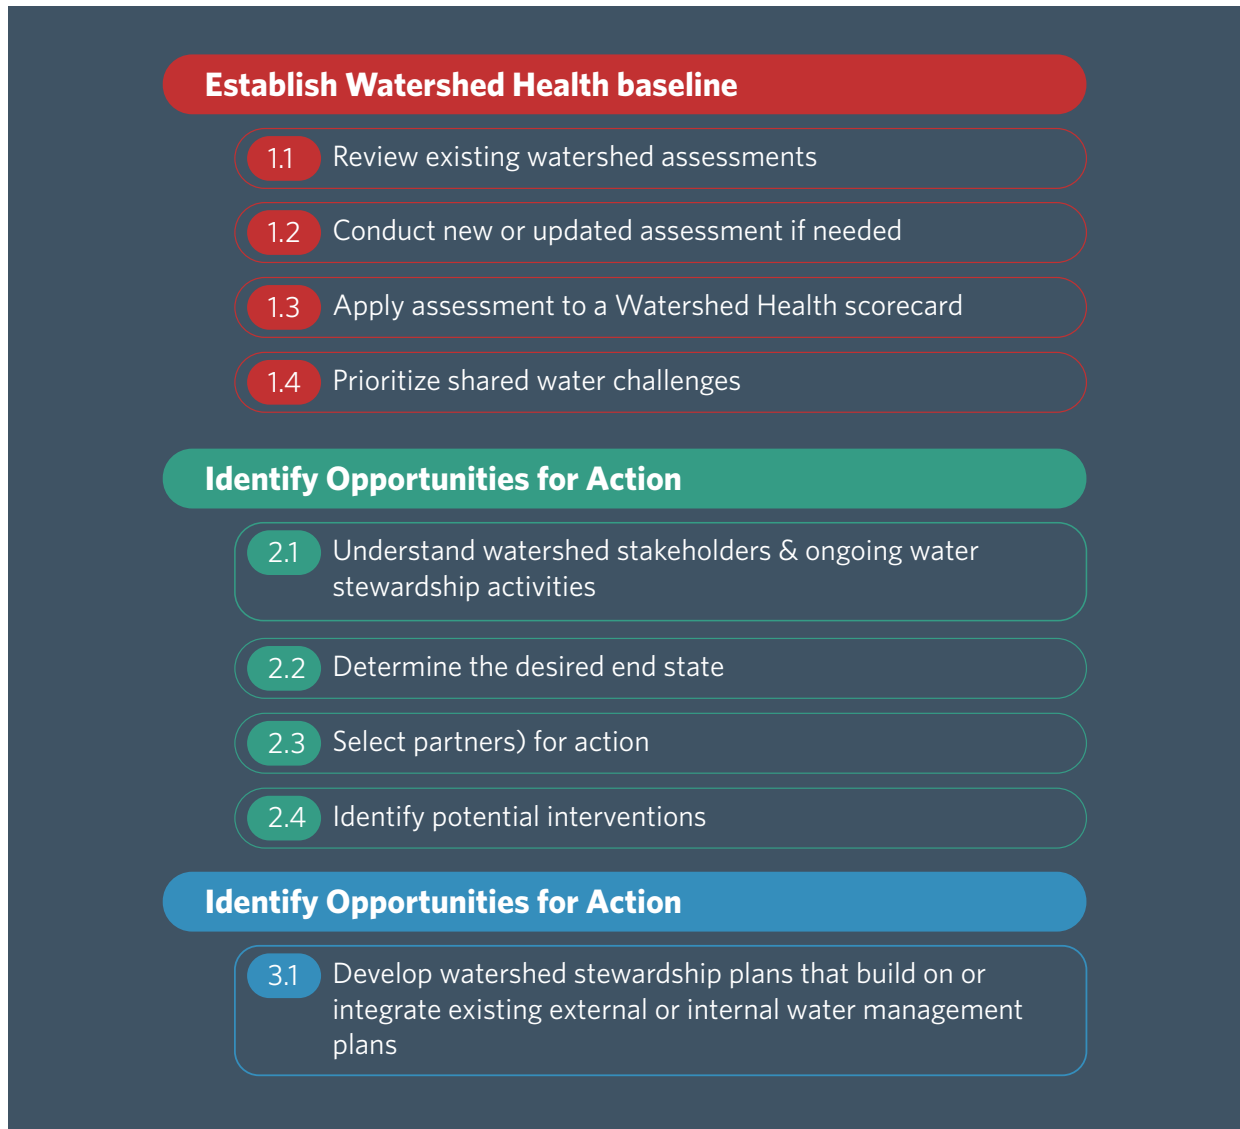 Establish Watershed Health baseline
1.1 Review existing watershed assessments
1.2 Conduct new or updated assessment if needed
1.3 Apply assessment to a Watershed Health scorecard
1.4 Prioritize shared water challenges
Identify Opportunities for Action
2.1 Understand watershed stakeholders & ongoing water
stewardship activities
2.2 Determine the desired end state
2.3 Select partners) for action
2.4 Identify potential interventions
Identify Opportunities for Action
3.1 Develop watershed stewardship plans that build on or
integrate existing external or internal water management
plans